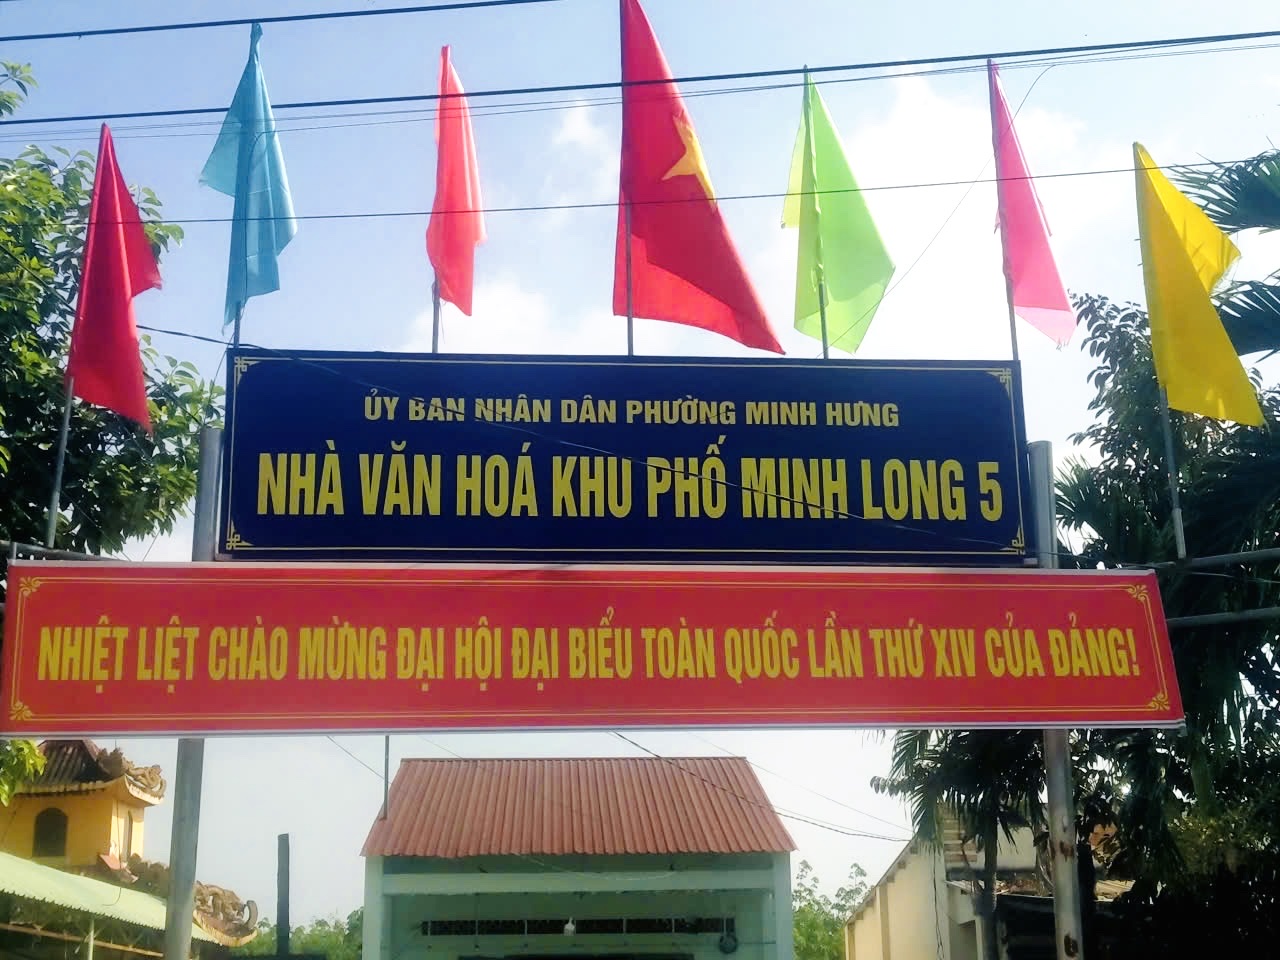 ỦY BAN NHÂN DÂN PHƯỜNG MINH HƯNG
NHÀ VĂN HOÁ KHU PHỐ MINH LONG 5
NHIỆT LIỆT CHÀO MỪNG ĐẠI HỘI ĐẠI BIỂU TOÀN QUỐC LẦN THỨ XIV CỦA ĐẢNG!